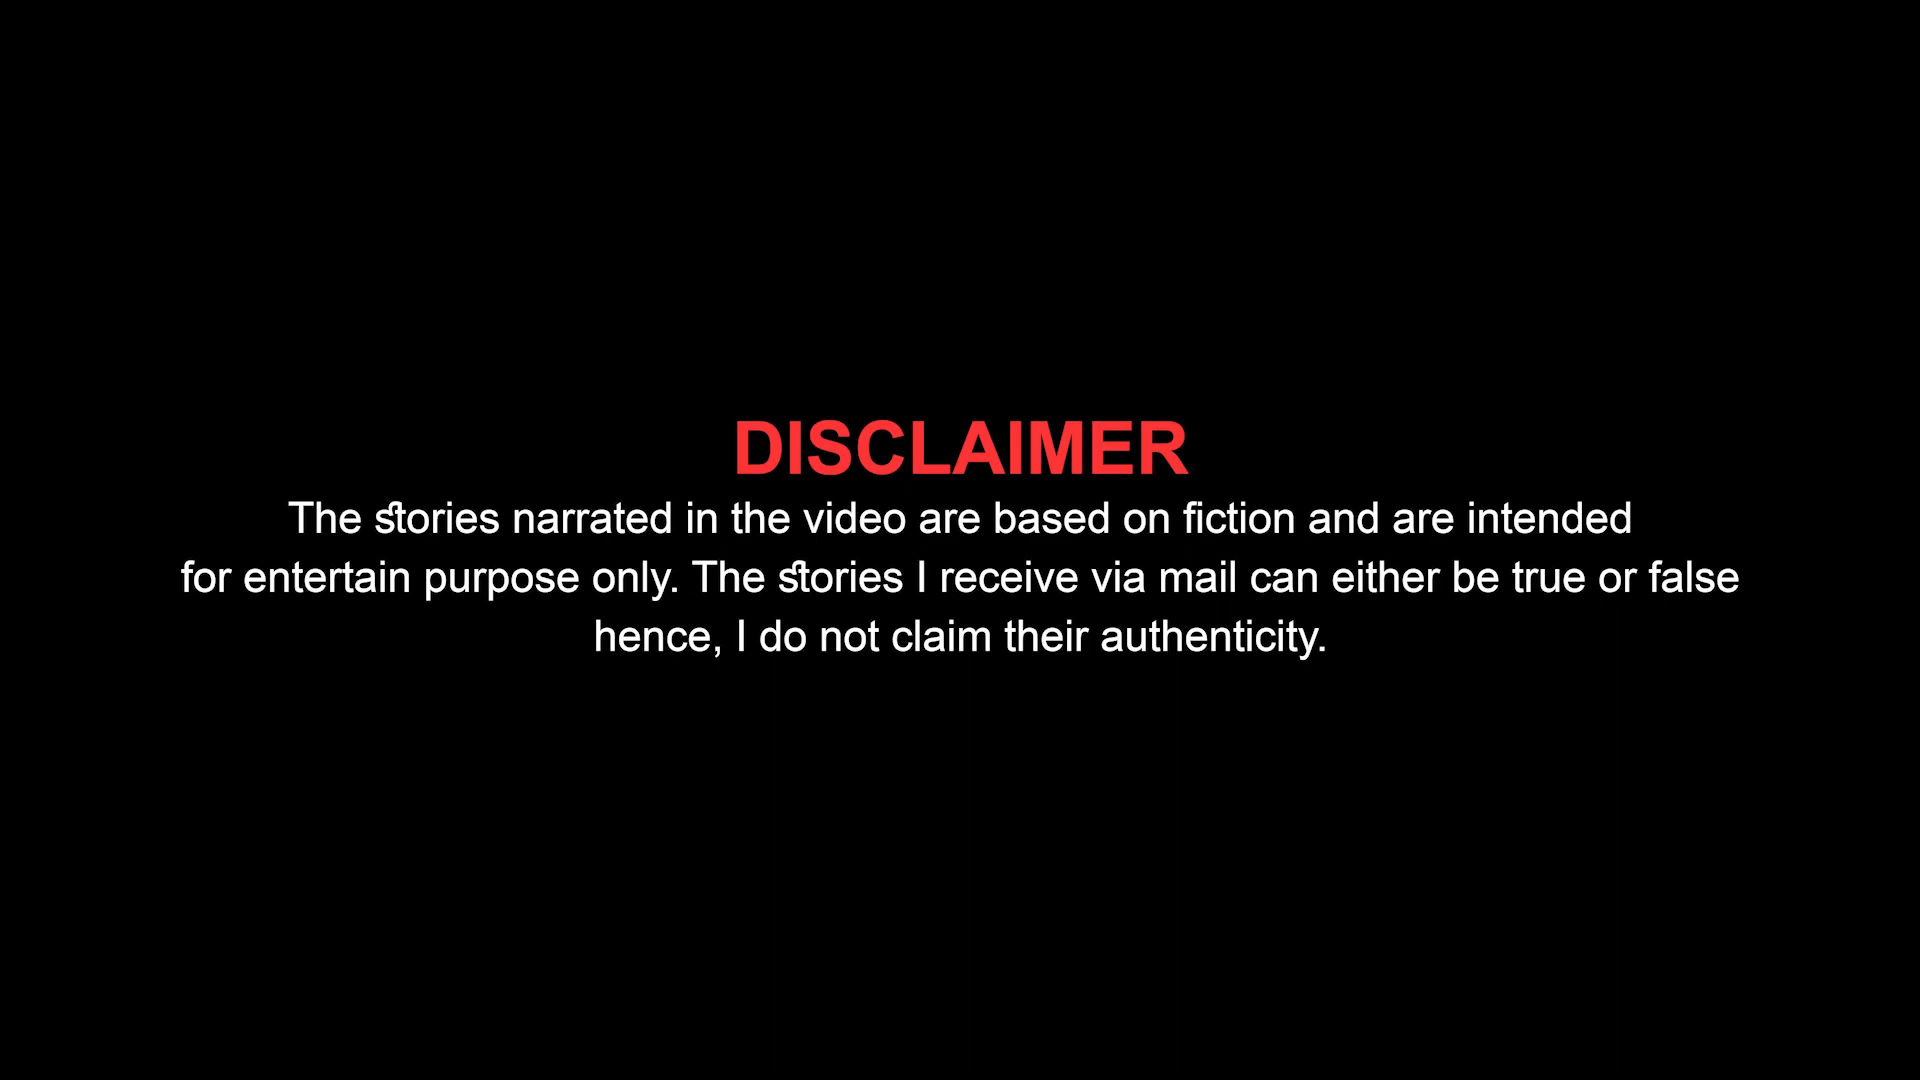 DISCLAIMER
The stories narrated in the video are based on fiction and are intended
for entertain purpose only. The stories I receive via mail can either be true or false
hence, I do not claim their authenticity.